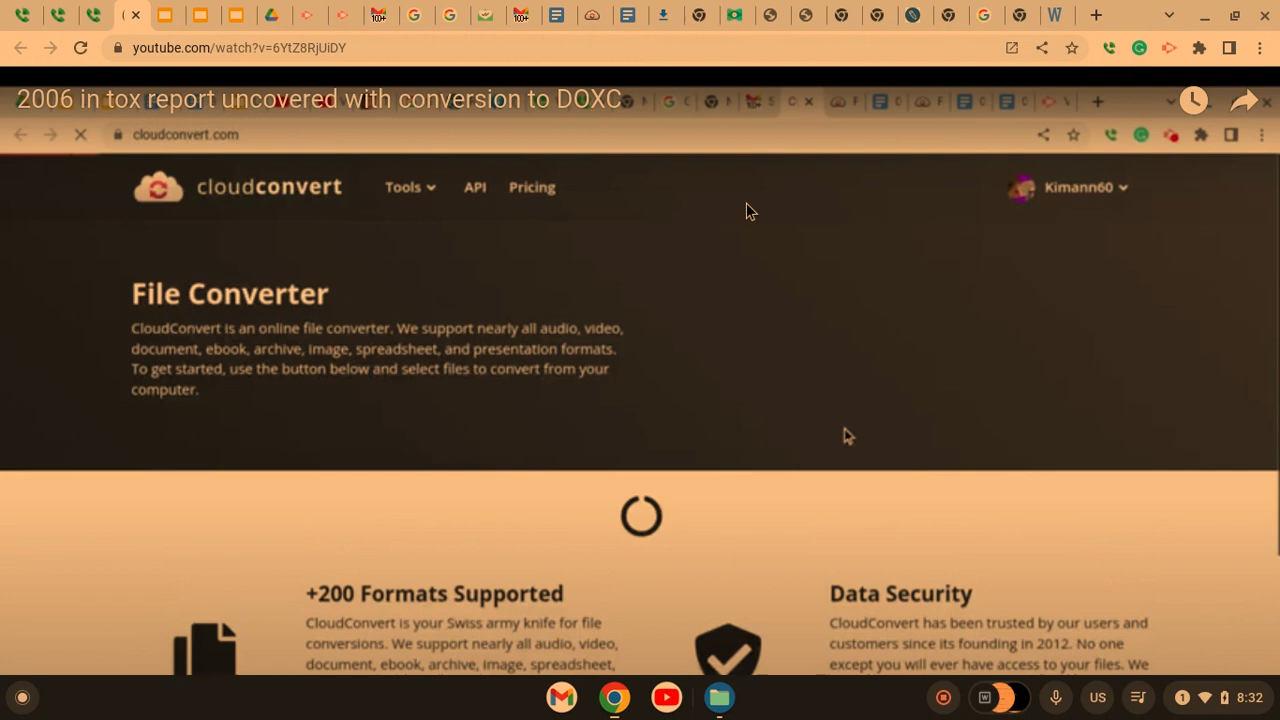 100+
100+
W
youtube.com/watch?v=6YtZ8RjUiDY
2006 in tox report uncovered with conversion to DOXC
cloudconvert.com
cloudconvert
Tools
API
Pricing
Kimann60
File Converter
CloudConvert is an online file converter. We support nearly all audio, video,
document, ebook, archive, image, spreadsheet, and presentation formats.
To get started, use the button below and select files to convert from your
computer.
+200 Formats Supported
CloudConvert is your Swiss army knife for file
conversions. We support nearly all audio, video,
document, ebook, archive, image, spreadsheet,
Data Security
CloudConvert has been trusted by our users and
customers since its founding in 2012. No one
except you will ever have access to your files. We
US
1
8:32